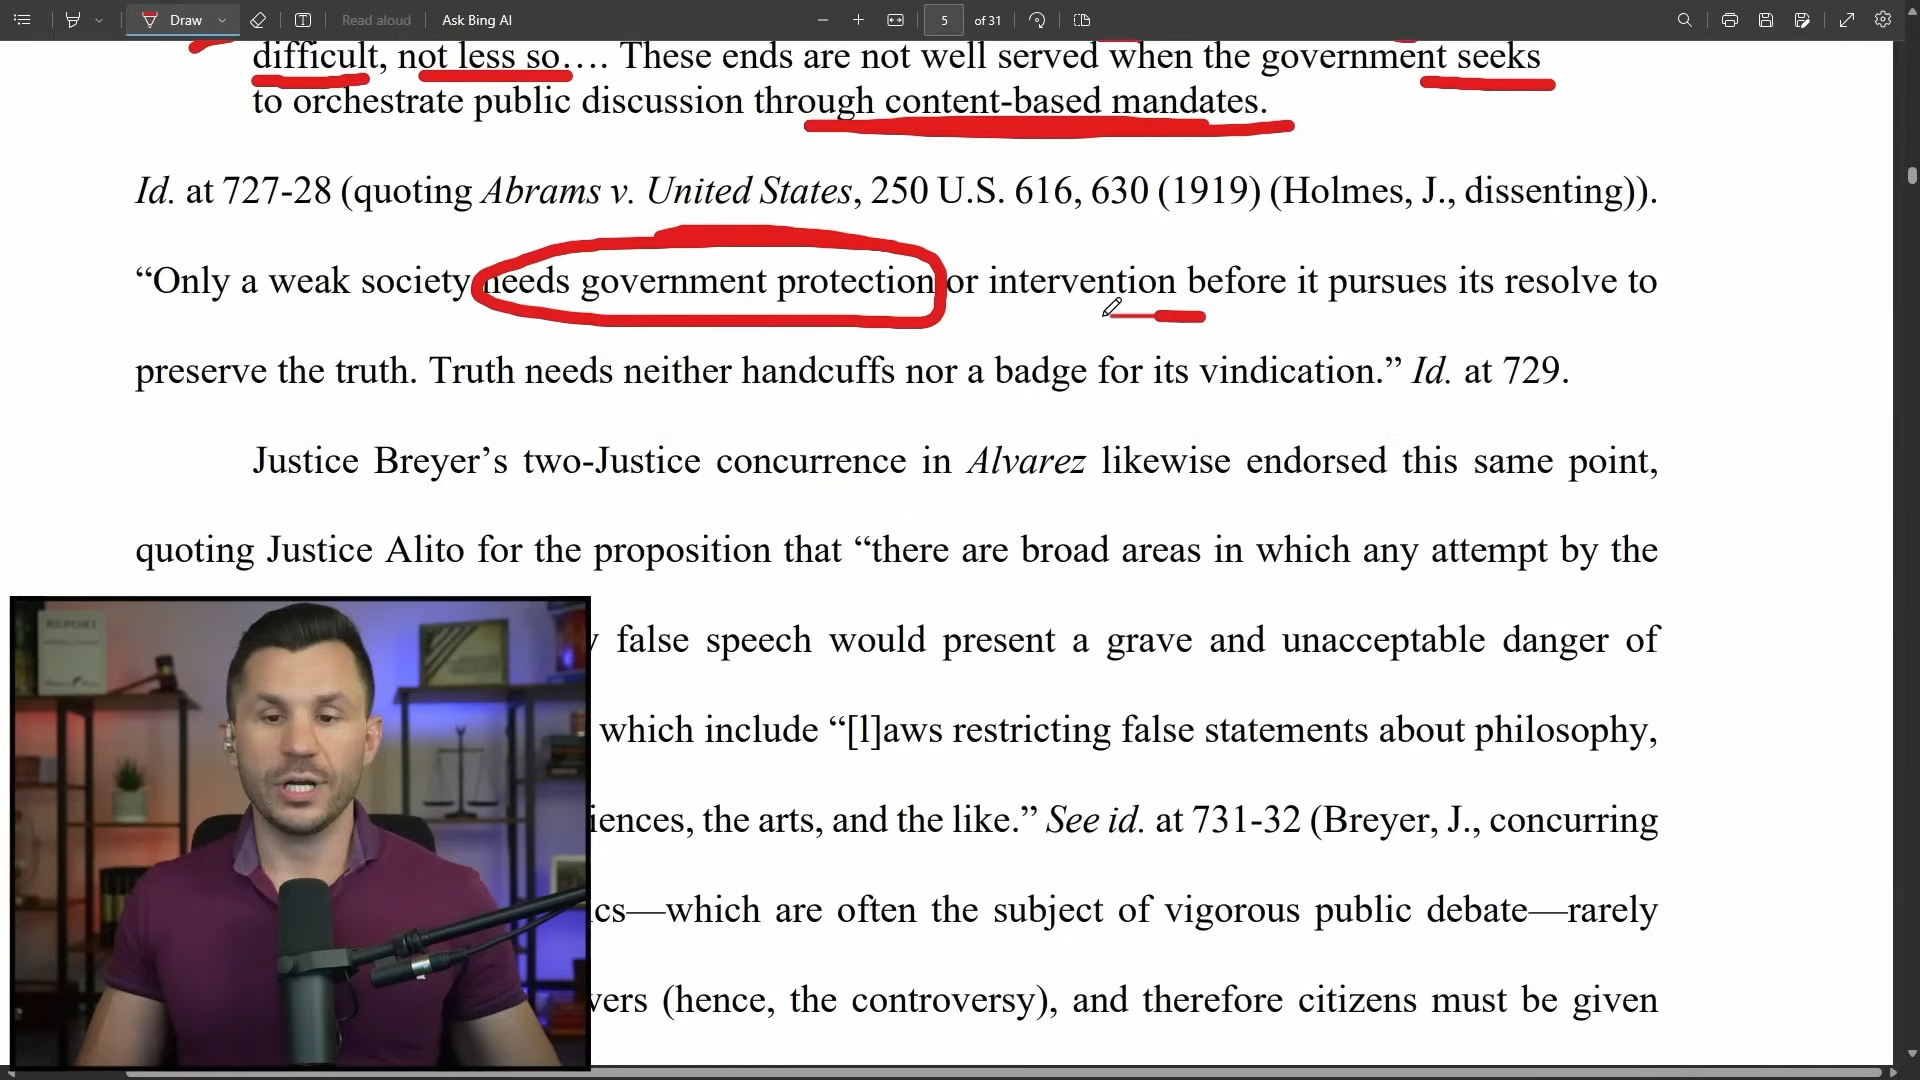 Draw
Read aloud
Ask Bing AI
5 of 31
difficult, not less so…. These ends are not well served when the government seeks
to orchestrate public discussion through content-based mandates.
Id. at 727-28 (quoting Abrams v. United States, 250 U.S. 616, 630 (1919) (Holmes, J., dissenting)).
“Only a weak society needs government protection or intervention before it pursues its resolve to
preserve the truth. Truth needs neither handcuffs nor a badge for its vindication.” Id. at 729.
Justice Breyer’s two-Justice concurrence in Alvarez likewise endorsed this same point,
quoting Justice Alito for the proposition that “there are broad areas in which any attempt by the
false speech would present a grave and unacceptable danger of
which include “[l]aws restricting false statements about philosophy,
iences, the arts, and the like.” See id. at 731-32 (Breyer, J., concurring
ics—which are often the subject of vigorous public debate—rarely
vers (hence, the controversy), and therefore citizens must be given
REPORT